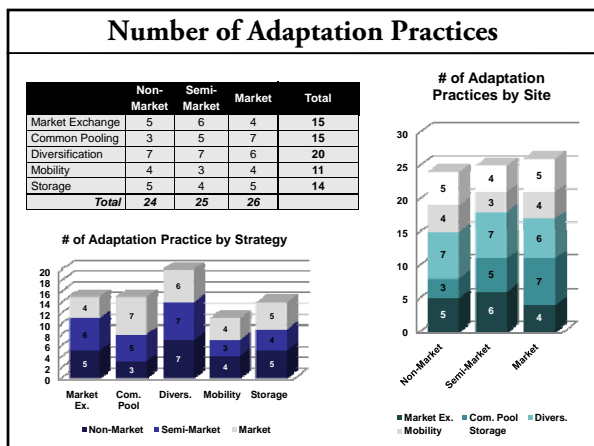 Number of Adaptation Practices
Non-Market Semi-Market Market Total
Market Exchange 5 6 4 15
Common Pooling 3 5 7 15
Diversification 7 7 6 20
Mobility 4 3 4 11
Storage 5 4 5 14
Total 24 25 26
# of Adaptation Practice by Strategy
20
18
16
14
12
10
8
6
4
2
0
4 7 6 4 5
6 5 7 3 4
5 3 7 4 5
Market Ex. Com. Pool Divers. Mobility Storage
Non-Market Semi-Market Market
# of Adaptation
Practices by Site
30
25
20
15
10
5
0
5 4 5
4 3 4
7 7 6
3 5 7
5 6 4
Non-Market Semi-Market Market
Market Ex. Com. Pool Divers.
Mobility Storage